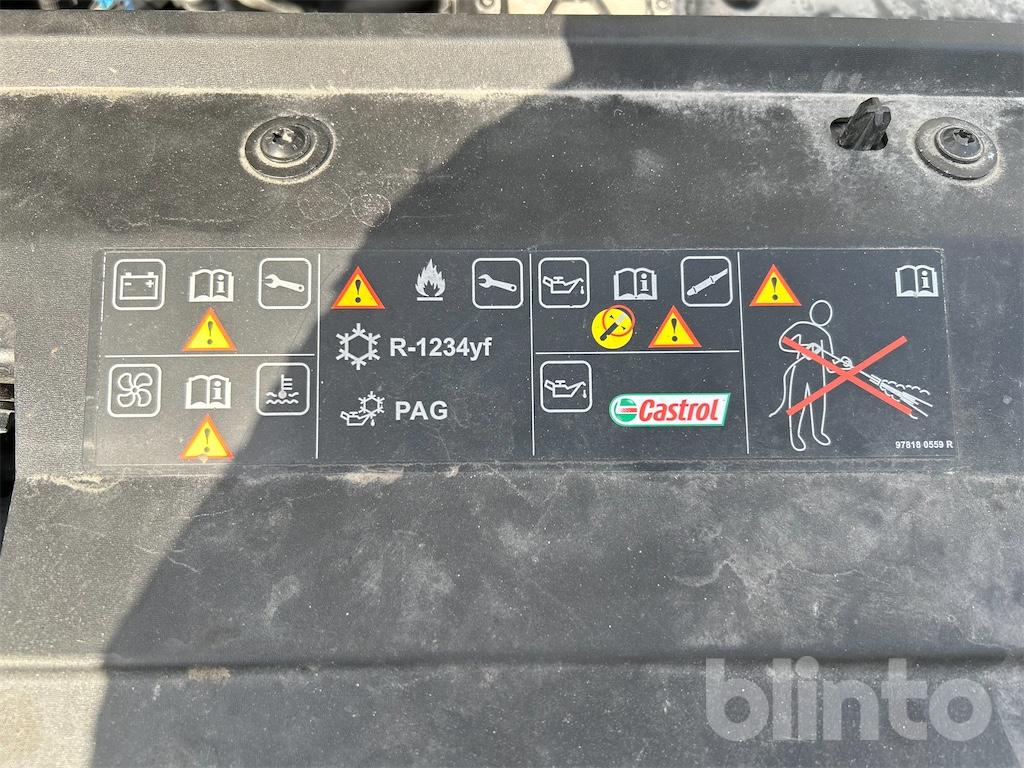 R-1234yf
PAG
Castrol
97818 0559 R
blinto